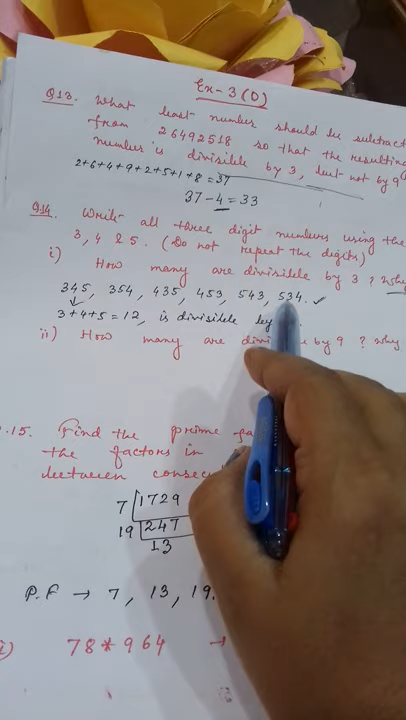 Ex-3(D)
Q13. What least number should be subtract
from 26492518 so that the resulting
number is divisible by 3, but not by 9
2+6+4+9+2+5+1+8=37
37-4=33
Q14. Write all three digit numbers using the
3, 4 & 5. (Do not repeat the digits)
i) How many are divisible by 3? Why
345, 354, 435, 453, 543, 534. ✓
↓
3+4+5=12, is divisible by
ii) How many are divisible by 9? why
.15. Find the prime fa
the factors in
between consec
7 1729
19 247
13
P.F → 7, 13, 19.
i) 78*964 →